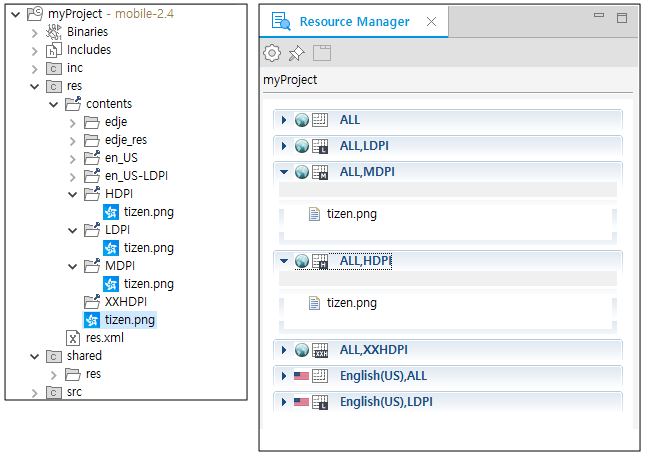 myProject - mobile-2.4
Binaries
Includes
inc
res
contents
edje
edje_res
en_US
en_US-LDPI
HDPI
tizen.png
LDPI
tizen.png
MDPI
tizen.png
XXHDPI
tizen.png
res.xml
shared
res
src
Resource Manager
myProject
ALL
L
ALL,LDPI
M
ALL,MDPI
tizen.png
H
ALL,HDPI
tizen.png
XXH
ALL,XXHDPI
English(US),ALL
L
English(US),LDPI